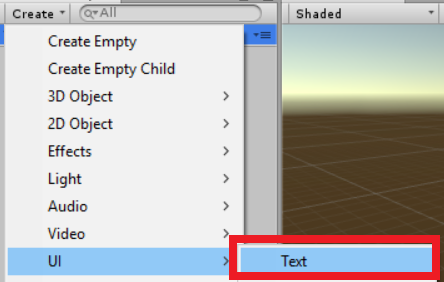 Create All Shaded
Create Empty
Create Empty Child
3D Object
2D Object
Effects
Light
Audio
Video
UI Text